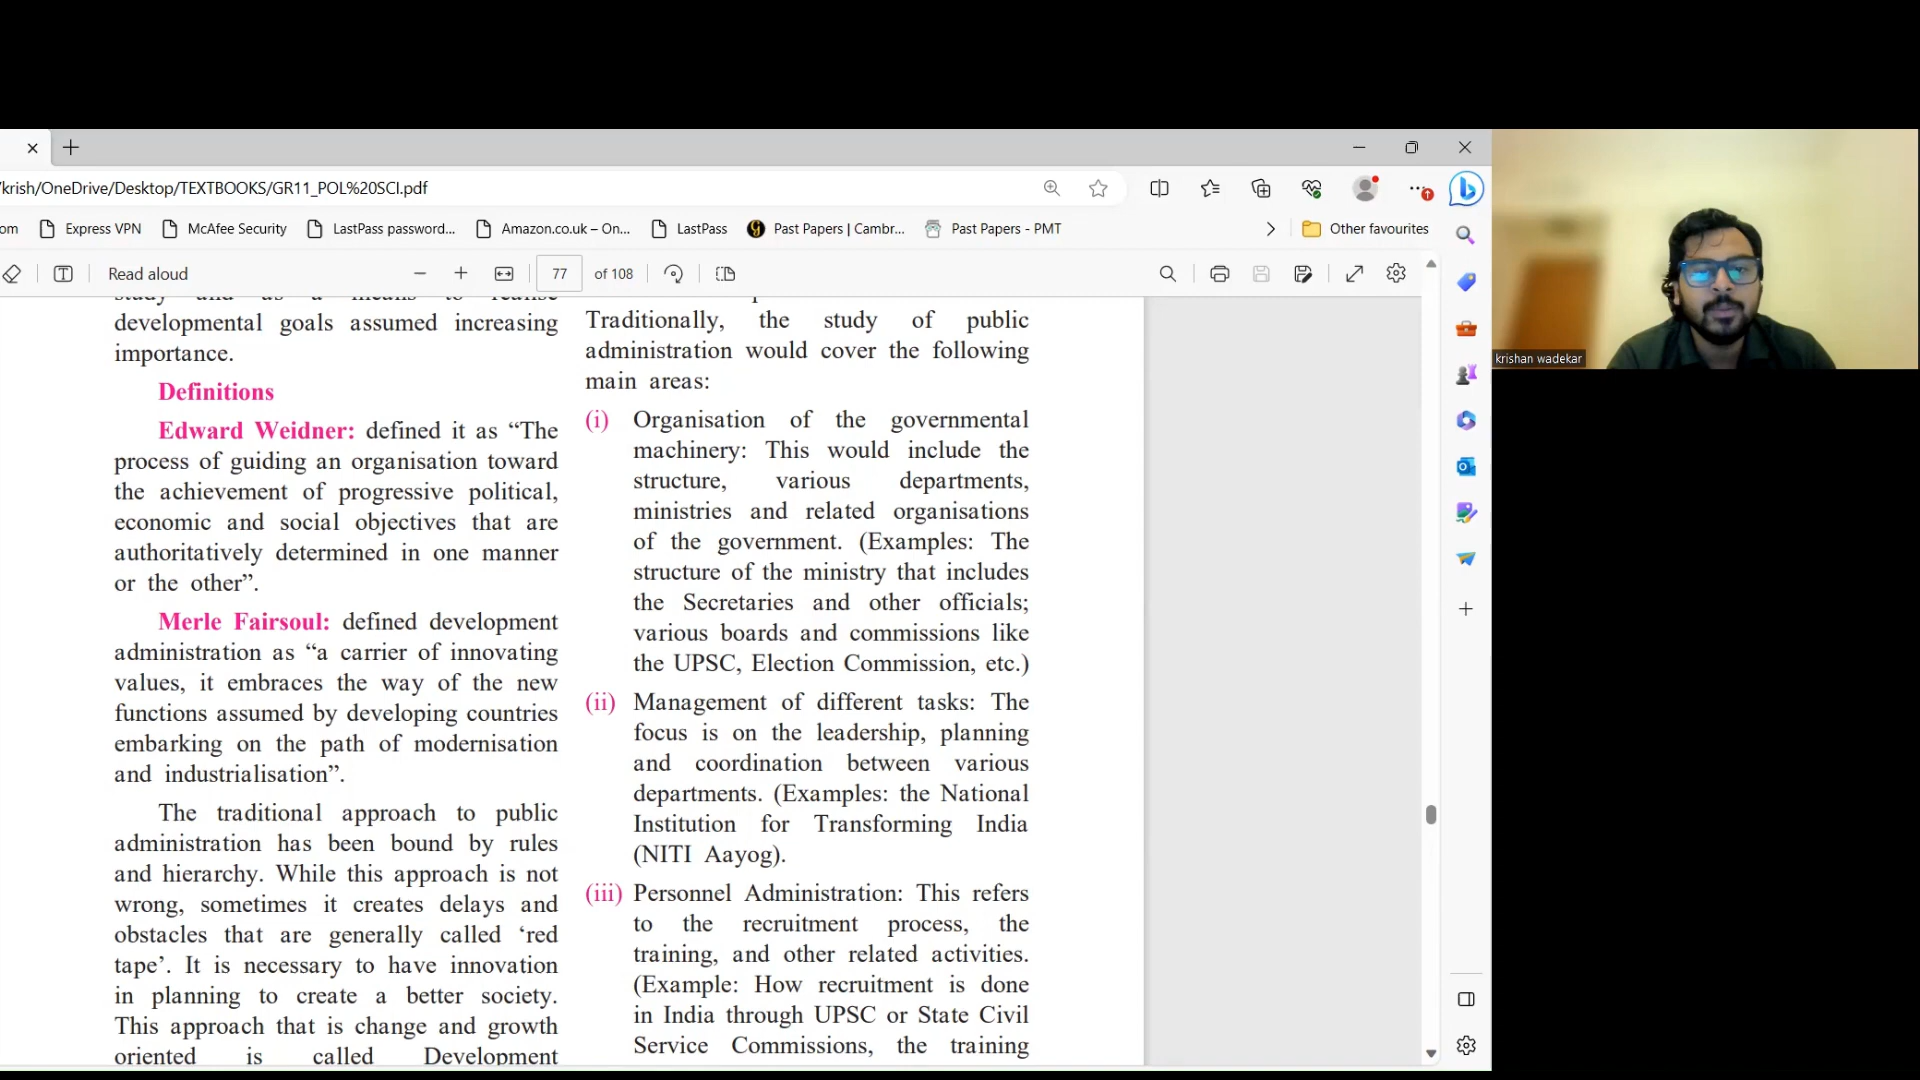 /krish/OneDrive/Desktop/TEXTBOOKS/GR11_POL%20SCI.pdf
om
Express VPN
McAfee Security
LastPass password...
Amazon.co.uk – On...
LastPass
Past Papers | Cambr...
Past Papers - PMT
Other favourites
Read aloud
77 of 108
study and as a means to realise
developmental goals assumed increasing
importance.
Definitions
Edward Weidner: defined it as “The
process of guiding an organisation toward
the achievement of progressive political,
economic and social objectives that are
authoritatively determined in one manner
or the other”.
Merle Fairsoul: defined development
administration as “a carrier of innovating
values, it embraces the way of the new
functions assumed by developing countries
embarking on the path of modernisation
and industrialisation”.
The traditional approach to public
administration has been bound by rules
and hierarchy. While this approach is not
wrong, sometimes it creates delays and
obstacles that are generally called ‘red
tape’. It is necessary to have innovation
in planning to create a better society.
This approach that is change and growth
oriented is called Development
Traditionally, the study of public
administration would cover the following
main areas:
(i) Organisation of the governmental
machinery: This would include the
structure, various departments,
ministries and related organisations
of the government. (Examples: The
structure of the ministry that includes
the Secretaries and other officials;
various boards and commissions like
the UPSC, Election Commission, etc.)
(ii) Management of different tasks: The
focus is on the leadership, planning
and coordination between various
departments. (Examples: the National
Institution for Transforming India
(NITI Aayog).
(iii) Personnel Administration: This refers
to the recruitment process, the
training, and other related activities.
(Example: How recruitment is done
in India through UPSC or State Civil
Service Commissions, the training
krishan wadekar